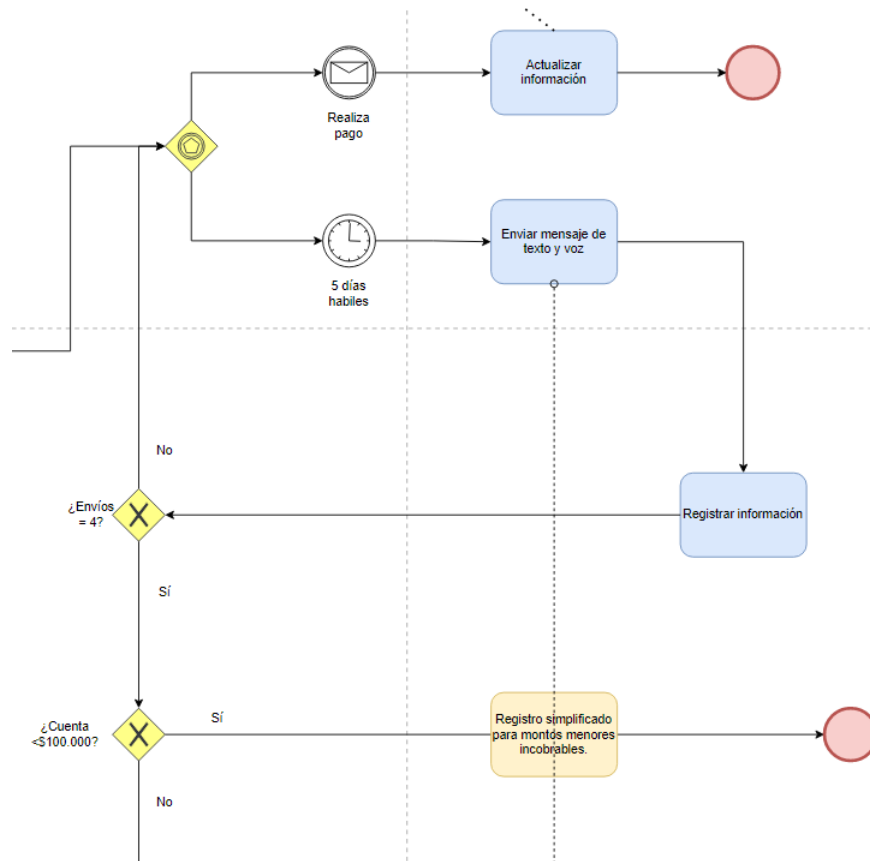 Actualizar
información
Realiza
pago
Enviar mensaje de
texto y voz
5 días
habiles
No
¿Envíos
= 4?
Registrar información
Sí
Sí
¿Cuenta
<$100.000?
Registro simplificado
para montos menores
incobrables.
No